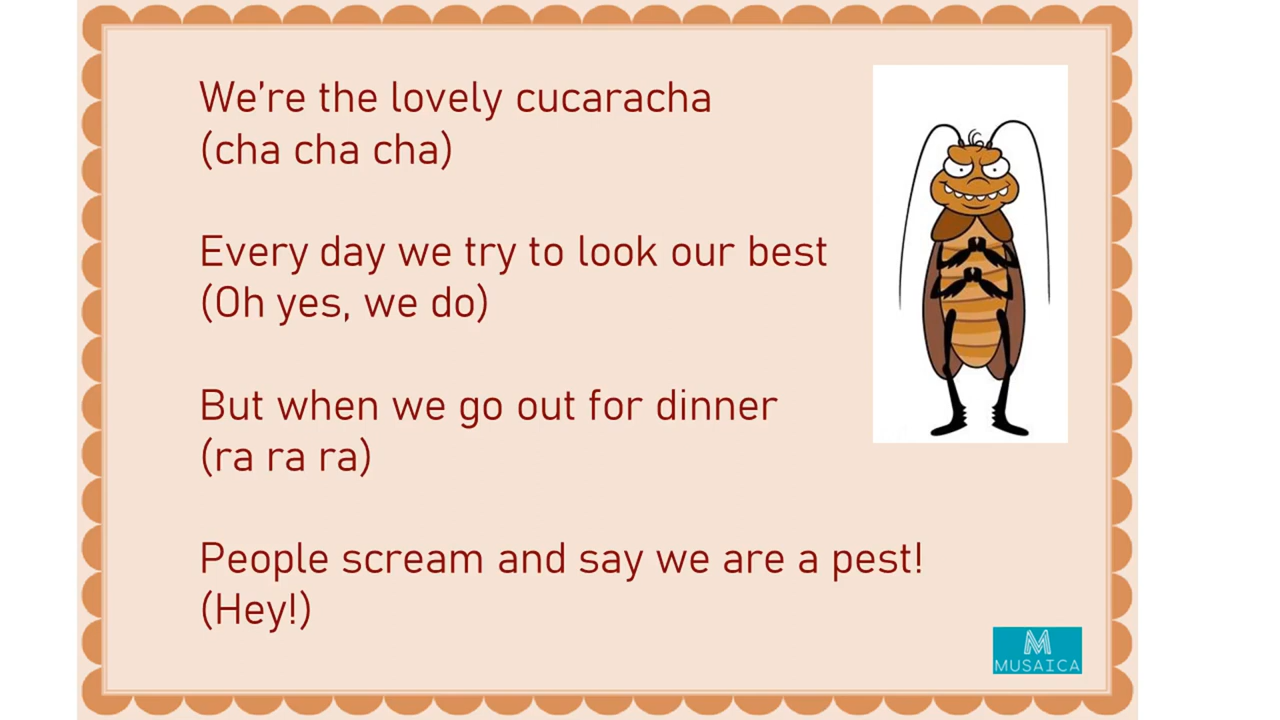 We're the lovely cucaracha
(cha cha cha)
Every day we try to look our best
(Oh yes, we do)
But when we go out for dinner
(ra ra ra)
People scream and say we are a pest!
(Hey!)
M
MUSAICA